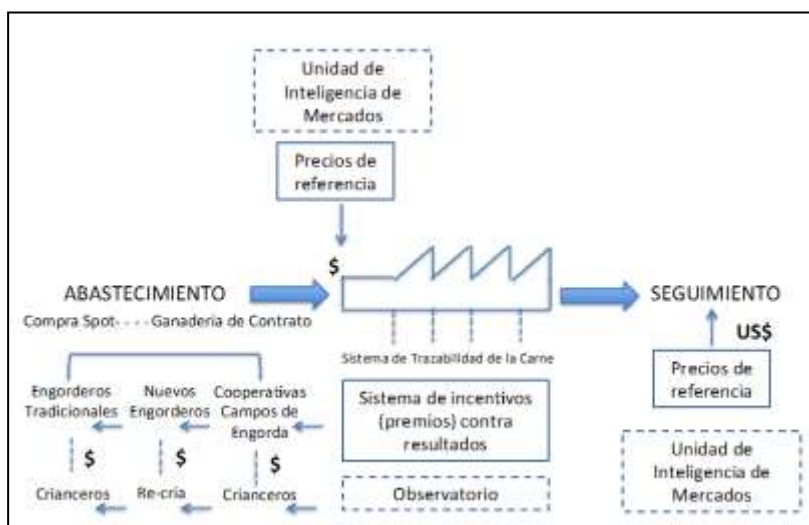 Unidad de
Inteligencia de
Mercados
Precios de
referencia
$
ABASTECIMIENTO
SEGUIMIENTO
Compra Spot- - - -Ganadería de Contrato
US$
Sistema de Trazabilidad de la Carne
Precios de
referencia
Engorderos
Tradicionales
Nuevos
Engorderos
Cooperativas
Campos de
Engorda
Sistema de incentivos
(premios) contra
resultados
$
$
$
Unidad de
Inteligencia de
Mercados
Crianceros
Re-cria
Crianceros
Observatorio